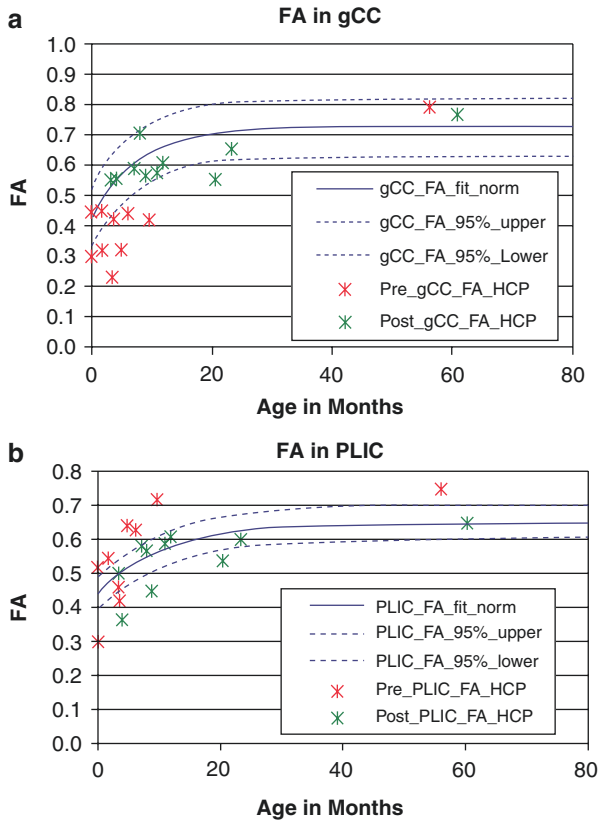 a
FA in gCC
1.0
0.9
0.8
0.7
0.6
0.5
0.4
0.3
0.2
0.1
0.0
FA
gCC_FA_fit_norm
gCC_FA_95%_upper
gCC_FA_95%_Lower
Pre_gCC_FA_HCP
Post_gCC_FA_HCP
0 20 40 60 80
Age in Months
b
FA in PLIC
0.8
0.7
0.6
0.5
0.4
0.3
0.2
0.1
0.0
FA
PLIC_FA_fit_norm
PLIC_FA_95%_upper
PLIC_FA_95%_lower
Pre_PLIC_FA_HCP
Post_PLIC_FA_HCP
0 20 40 60 80
Age in Months